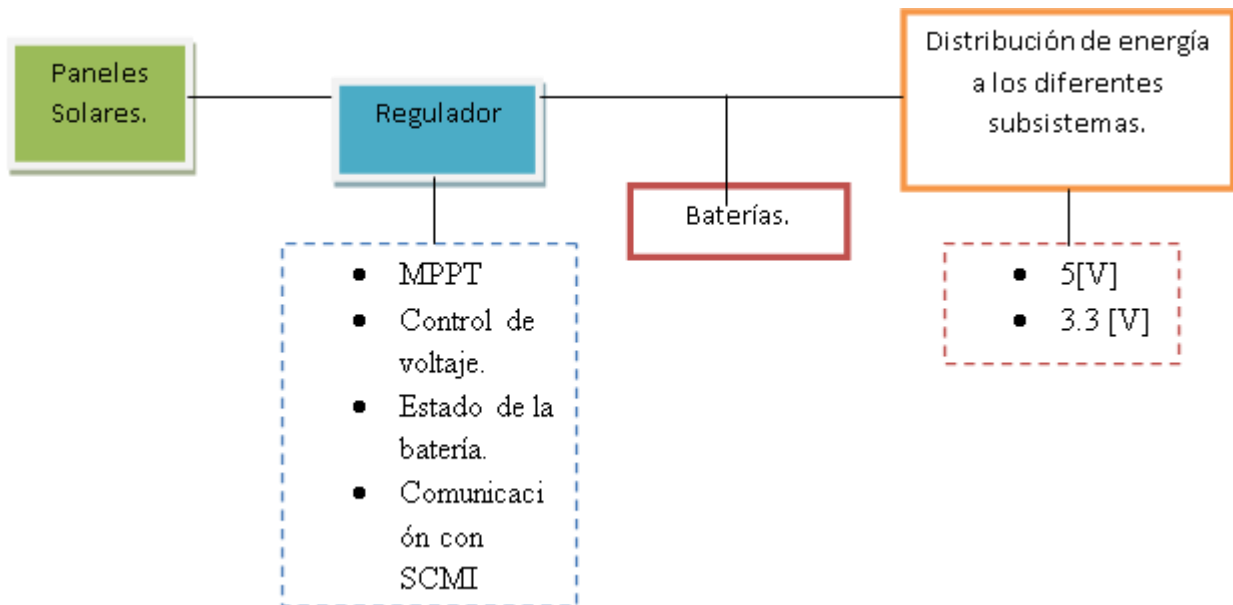 Paneles
Solares.
Regulador
Distribución de energía
a los diferentes
subsistemas.
Baterías.
● MPPT
● Control de
voltaje.
● Estado de la
batería.
● Comunicaci
ón con
SCMI
● 5[V]
● 3.3 [V]